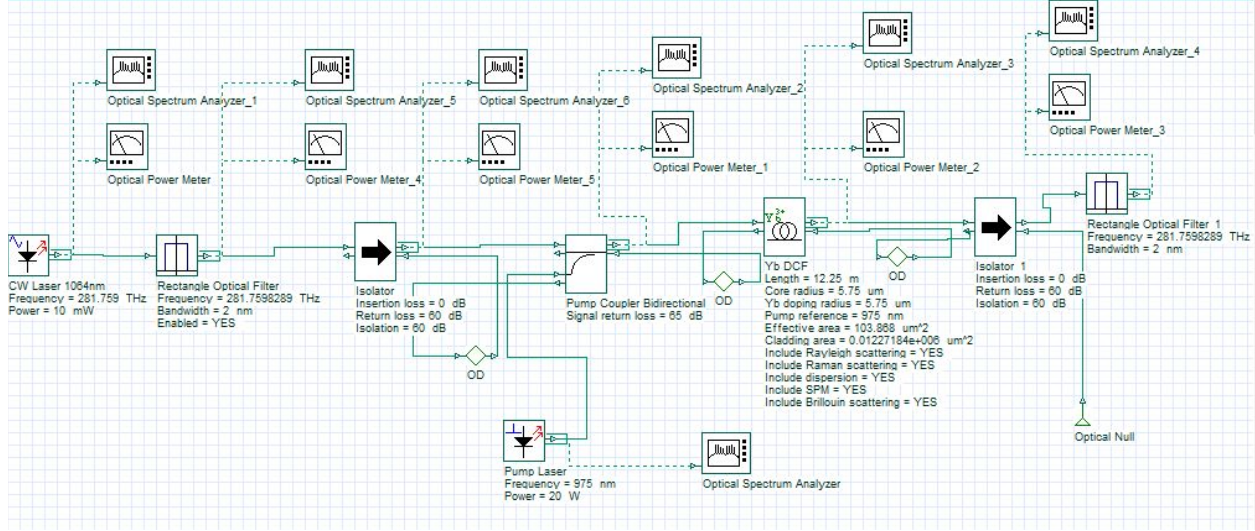 Optical Spectrum Analyzer_1
Optical Spectrum Analyzer_5
Optical Spectrum Analyzer_6
Optical Spectrum Analyzer_2
Optical Spectrum Analyzer_3
Optical Spectrum Analyzer_4
Optical Power Meter
Optical Power Meter_4
Optical Power Meter_5
Optical Power Meter_1
Optical Power Meter_2
Optical Power Meter_3
CW Laser 1064nm
Frequency = 281.759 THz
Power = 10 mW
Rectangle Optical Filter
Frequency = 281.7598289 THz
Bandwidth = 2 nm
Enabled = YES
Isolator
Insertion loss = 0 dB
Return loss = 60 dB
Isolation = 60 dB
OD
Pump Coupler Bidirectional
Signal return loss = 65 dB
OD
Yb 3+
Yb DCF
Length = 12.25 m
Core radius = 5.75 um
Yb doping radius = 5.75 um
Pump reference = 975 nm
Effective area = 103.868 um^2
Cladding area = 0.01227184e+006 um^2
Include Rayleigh scattering = YES
Include Raman scattering = YES
Include dispersion = YES
Include SPM = YES
Include Brillouin scattering = YES
OD
Isolator 1
Insertion loss = 0 dB
Return loss = 60 dB
Isolation = 60 dB
Rectangle Optical Filter 1
Frequency = 281.7598289 THz
Bandwidth = 2 nm
Optical Null
Pump Laser
Frequency = 975 nm
Power = 20 W
Optical Spectrum Analyzer